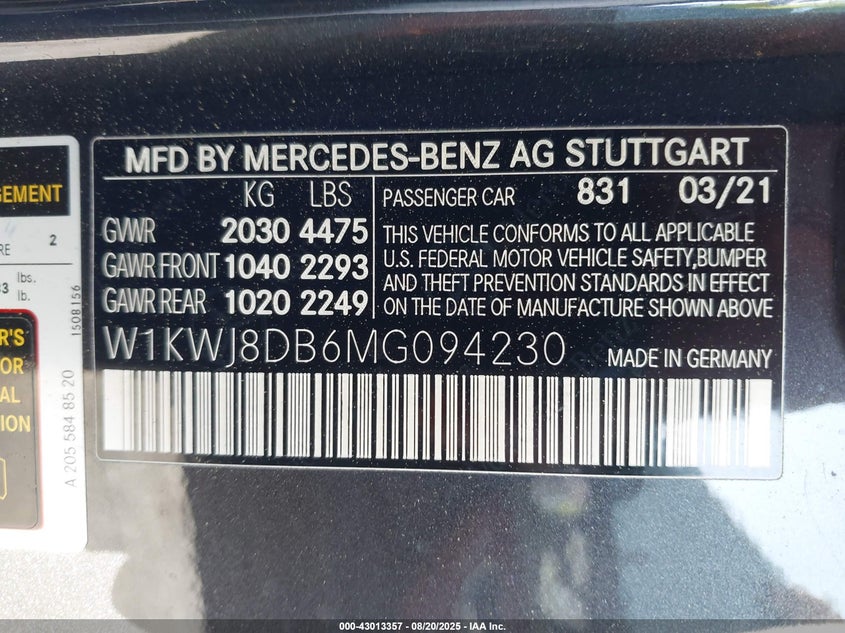 MFD BY MERCEDES-BENZ AG STUTTGART
KG LBS
GVWR 2030 4475
GAWR FRONT 1040 2293
GAWR REAR 1020 2249
PASSENGER CAR 831 03/21
THIS VEHICLE CONFORMS TO ALL APPLICABLE
U.S. FEDERAL MOTOR VEHICLE SAFETY,BUMPER
AND THEFT PREVENTION STANDARDS IN EFFECT
ON THE DATE OF MANUFACTURE SHOWN ABOVE
W1KWJ8DB6MG094230
MADE IN GERMANY
2
lbs.
lb.
1508156
A 205 584 85 20
000-43013357 - 08/20/2025 - IAA Inc.